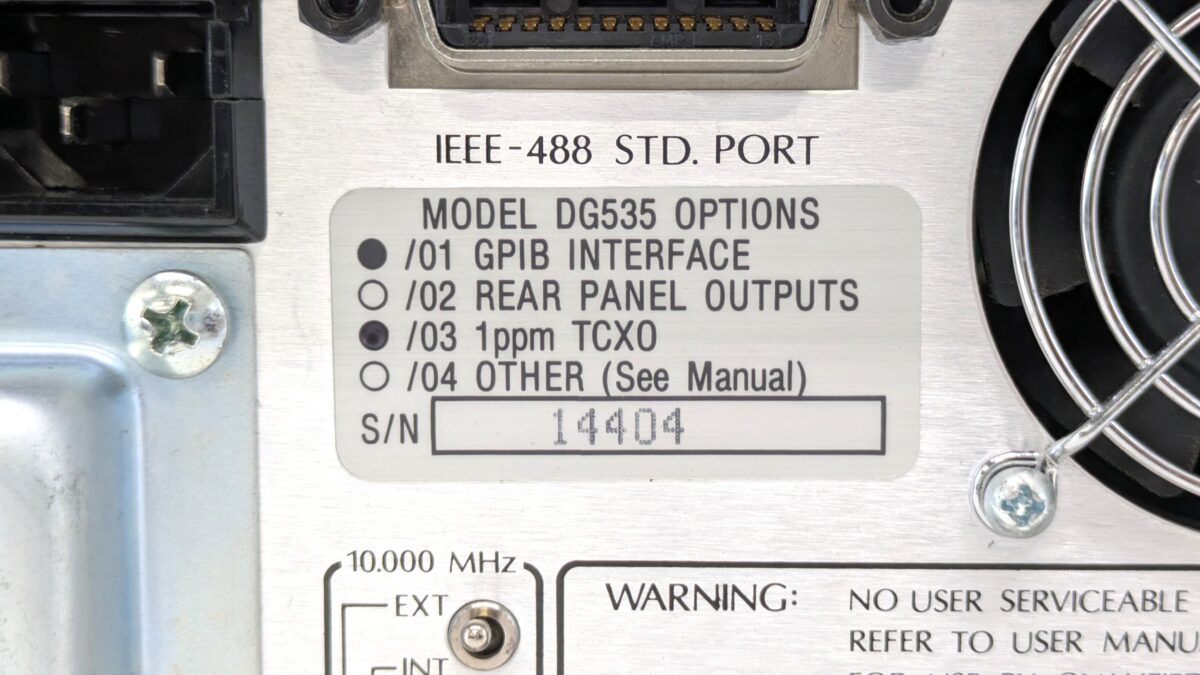 IEEE-488 STD. PORT
MODEL DG535 OPTIONS
/01 GPIB INTERFACE
/02 REAR PANEL OUTPUTS
/03 1ppm TCXO
/04 OTHER (See Manual)
S/N 14404
10.000 MHz
EXT
INT
WARNING: NO USER SERVICEABLE
REFER TO USER